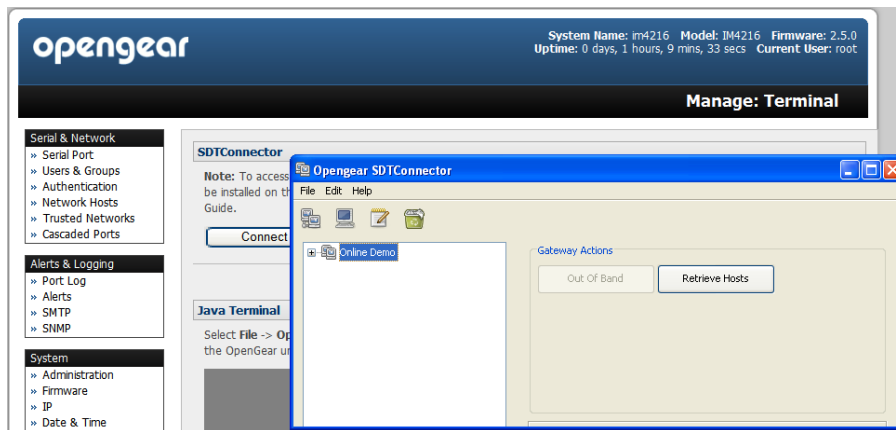 opengear
System Name: im4216 Model: IM4216 Firmware: 2.5.0
Uptime: 0 days, 1 hours, 9 mins, 33 secs Current User: root
Manage: Terminal
Serial & Network
» Serial Port
» Users & Groups
» Authentication
» Network Hosts
» Trusted Networks
» Cascaded Ports
Alerts & Logging
» Port Log
» Alerts
» SMTP
» SNMP
System
» Administration
» Firmware
» IP
» Date & Time
SDTConnector
Note: To access
be installed on th
Guide.
Connect
Java Terminal
Select File -> Op
the OpenGear un
Opengear SDTConnector
File Edit Help
Online Demo
Gateway Actions
Out Of Band
Retrieve Hosts